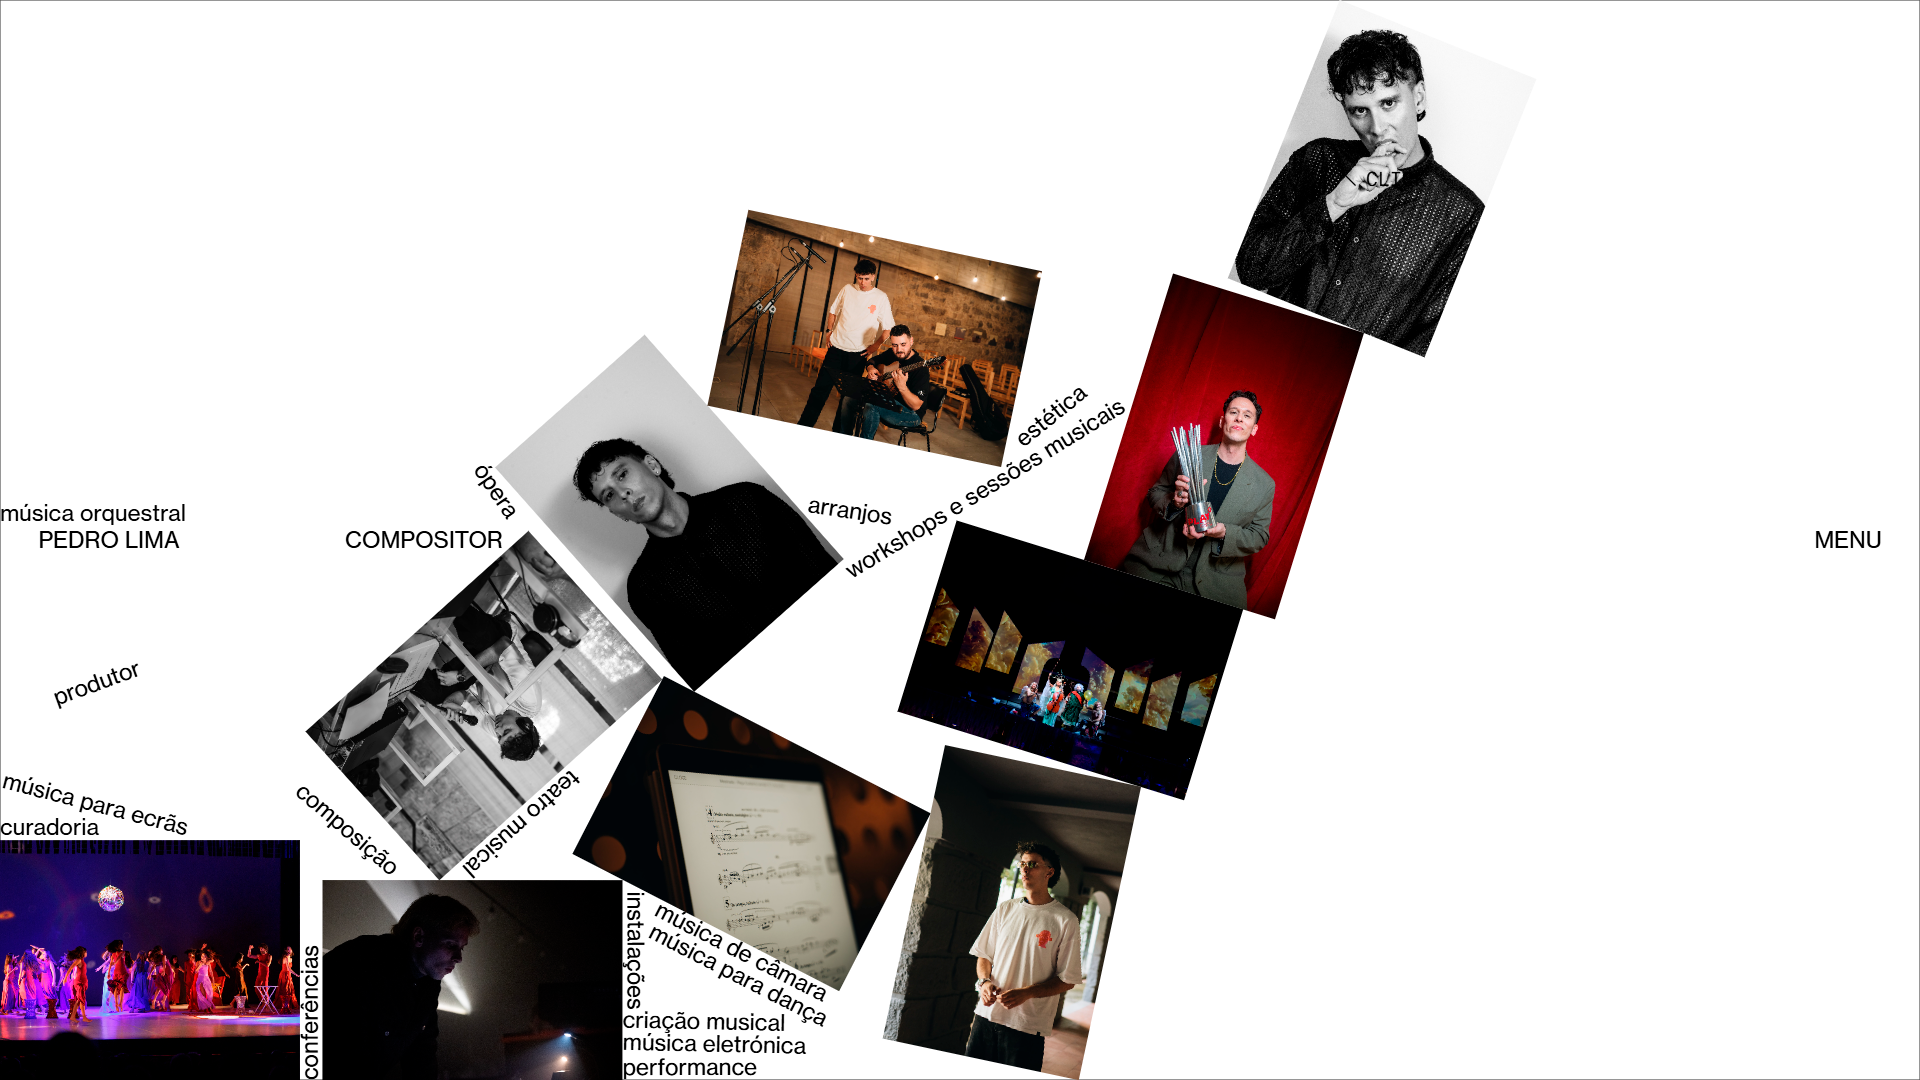 estética
workshops e sessões musicais
ópera
arranjos
música orquestral
PEDRO LIMA
COMPOSITOR
MENU
produtor
música para ecrãs
curadoria
composição
teatro musical
conferências
instalações
música de câmara
música para dança
criação musical
música eletrónica
performance